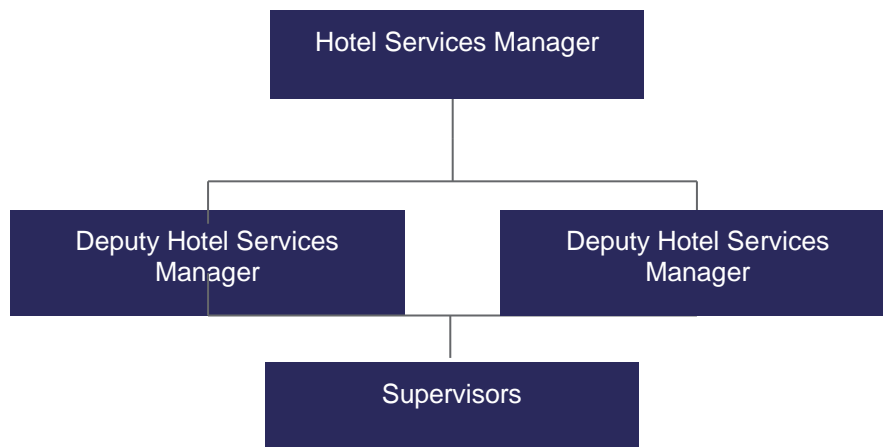 Hotel Services Manager
Deputy Hotel Services
Manager
Deputy Hotel Services
Manager
Supervisors